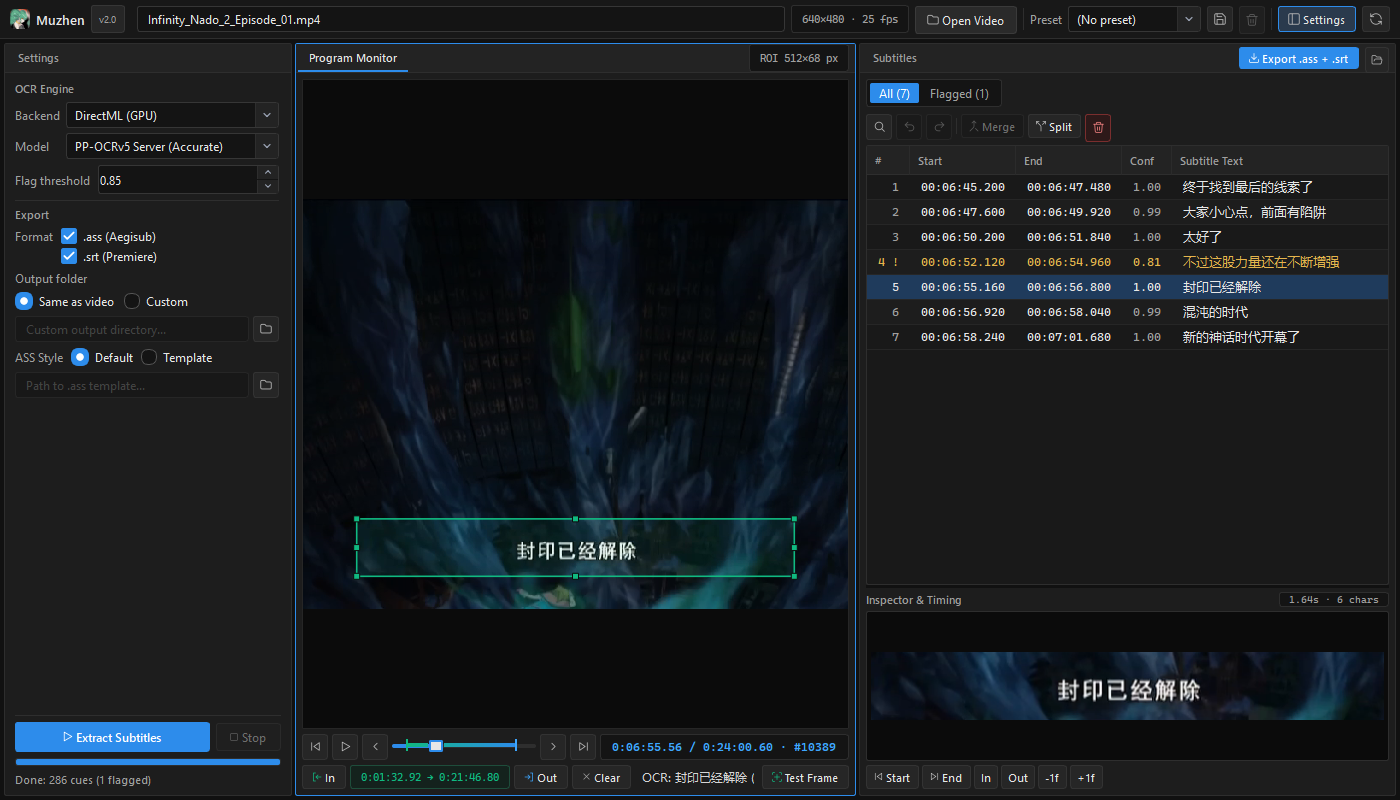 Muzhen v2.0 Infinity_Nado_2_Episode_01.mp4 640×480 · 25 fps Open Video Preset (No preset) Settings
Settings
OCR Engine
Backend DirectML (GPU)
Model PP-OCRv5 Server (Accurate)
Flag threshold 0.85
Export
Format .ass (Aegisub)
.srt (Premiere)
Output folder
Same as video Custom
Custom output directory...
ASS Style Default Template
Path to .ass template...
Extract Subtitles Stop
Done: 286 cues (1 flagged)
Program Monitor ROI 512×68 px
封印已经解除
0:06:55.56 / 0:24:00.60 · #10389
In 0:01:32.92 → 0:21:46.80 Out Clear OCR: 封印已经解除 ( Test Frame
Subtitles Export .ass + .srt
All (7) Flagged (1)
Merge Split
# Start End Conf Subtitle Text
1 00:06:45.200 00:06:47.480 1.00 终于找到最后的线索了
2 00:06:47.600 00:06:49.920 0.99 大家小心点，前面有陷阱
3 00:06:50.200 00:06:51.840 1.00 太好了
4 ! 00:06:52.120 00:06:54.960 0.81 不过这股力量还在不断增强
5 00:06:55.160 00:06:56.800 1.00 封印已经解除
6 00:06:56.920 00:06:58.040 0.99 混沌的时代
7 00:06:58.240 00:07:01.680 1.00 新的神话时代开幕了
Inspector & Timing 1.64s · 6 chars
封印已经解除
Start End In Out -1f +1f